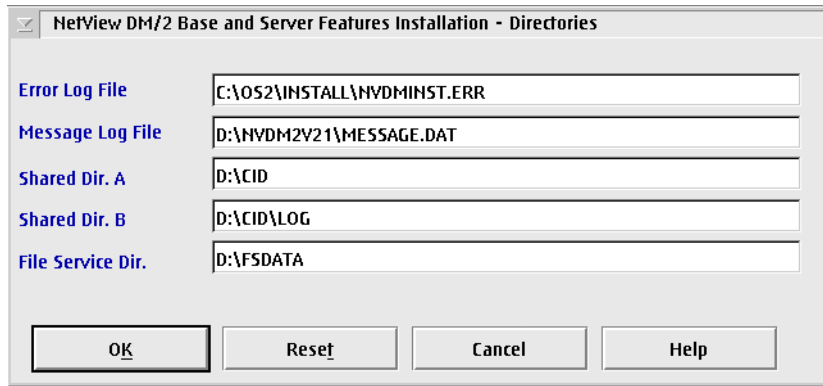 NetView DM/2 Base and Server Features Installation - Directories
Error Log File C:\OS2\INSTALL\NVDMINST.ERR
Message Log File D:\NVDM2V21\MESSAGE.DAT
Shared Dir. A D:\CID
Shared Dir. B D:\CID\LOG
File Service Dir. D:\FSDATA
OK Reset Cancel Help